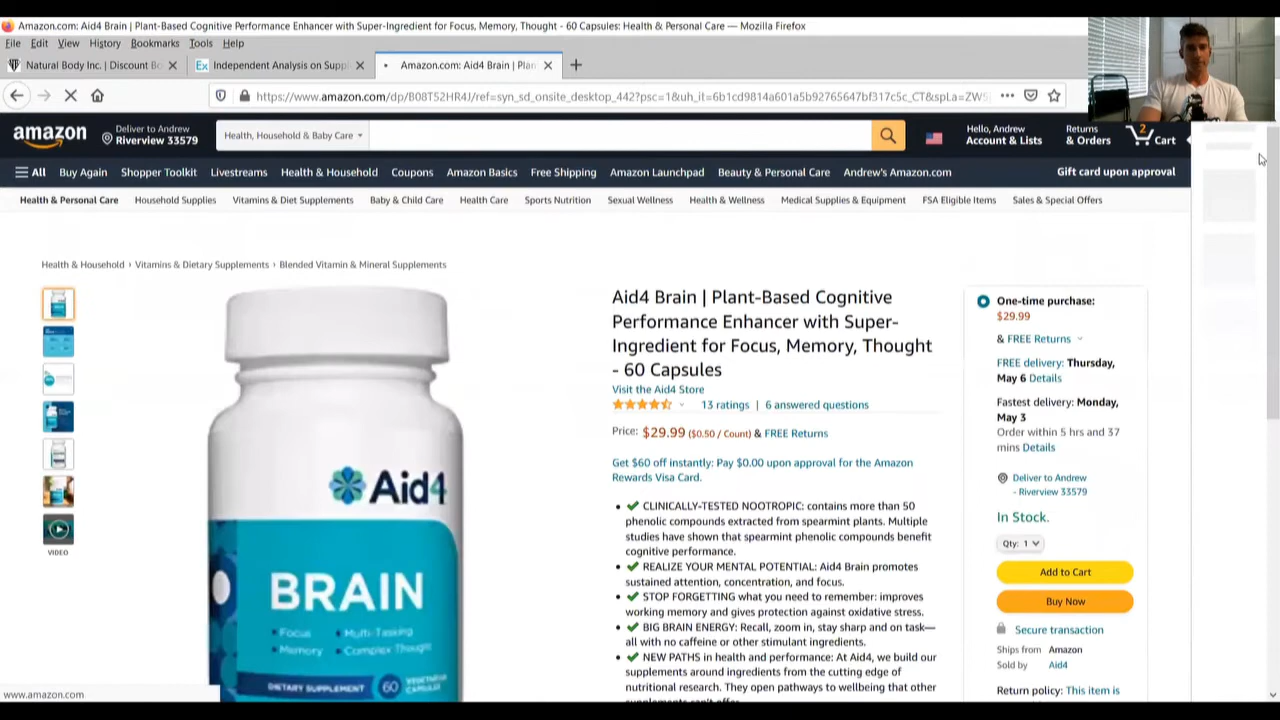 Amazon.com: Aid4 Brain | Plant-Based Cognitive Performance Enhancer with Super-Ingredient for Focus, Memory, Thought - 60 Capsules: Health & Personal Care — Mozilla Firefox
File Edit View History Bookmarks Tools Help
Natural Body Inc. | Discount Bo
Independent Analysis on Suppl
Amazon.com: Aid4 Brain | Plan
amazon
Deliver to Andrew
Riverview 33579
Health, Household & Baby Care
Hello, Andrew
Account & Lists
Returns
& Orders
2
Cart
All Buy Again Shopper Toolkit Livestreams Health & Household Coupons Amazon Basics Free Shipping Amazon Launchpad Beauty & Personal Care Andrew's Amazon.com Gift card upon approval
Health & Personal Care Household Supplies Vitamins & Diet Supplements Baby & Child Care Health Care Sports Nutrition Sexual Wellness Health & Wellness Medical Supplies & Equipment FSA Eligible Items Sales & Special Offers
Health & Household › Vitamins & Dietary Supplements › Blended Vitamin & Mineral Supplements
VIDEO
Aid4
BRAIN
Focus
Multi-Tasking
Memory
Complex Thought
DIETARY SUPPLEMENT
60
VEGETARIAN
CAPSULES
Aid4 Brain | Plant-Based Cognitive
Performance Enhancer with Super-
Ingredient for Focus, Memory, Thought
- 60 Capsules
Visit the Aid4 Store
13 ratings | 6 answered questions
Price: $29.99 ($0.50 / Count) & FREE Returns
Get $60 off instantly: Pay $0.00 upon approval for the Amazon
Rewards Visa Card.
CLINICALLY-TESTED NOOTROPIC: contains more than 50
phenolic compounds extracted from spearmint plants. Multiple
studies have shown that spearmint phenolic compounds benefit
cognitive performance.
REALIZE YOUR MENTAL POTENTIAL: Aid4 Brain promotes
sustained attention, concentration, and focus.
STOP FORGETTING what you need to remember: improves
working memory and gives protection against oxidative stress.
BIG BRAIN ENERGY: Recall, zoom in, stay sharp and on task—
all with no caffeine or other stimulant ingredients.
NEW PATHS in health and performance: At Aid4, we build our
supplements around ingredients from the cutting edge of
nutritional research. They open pathways to wellbeing that other
supplements can't offer.
One-time purchase:
$29.99
& FREE Returns
FREE delivery: Thursday,
May 6 Details
Fastest delivery: Monday,
May 3
Order within 5 hrs and 37
mins Details
Deliver to Andrew
- Riverview 33579
In Stock.
Qty: 1
Add to Cart
Buy Now
Secure transaction
Ships from Amazon
Sold by Aid4
Return policy: This item is
www.amazon.com